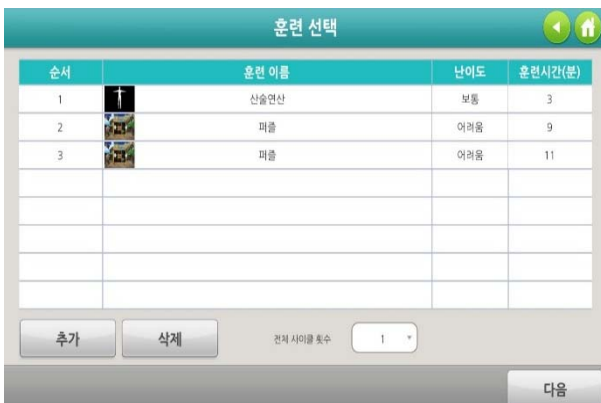 훈련 선택
순서 훈련 이름 난이도 훈련시간(분)
1 산술연산 보통 3
2 퍼즐 어려움 9
3 퍼즐 어려움 11
추가 삭제 전체 사이클 횟수 1
다음